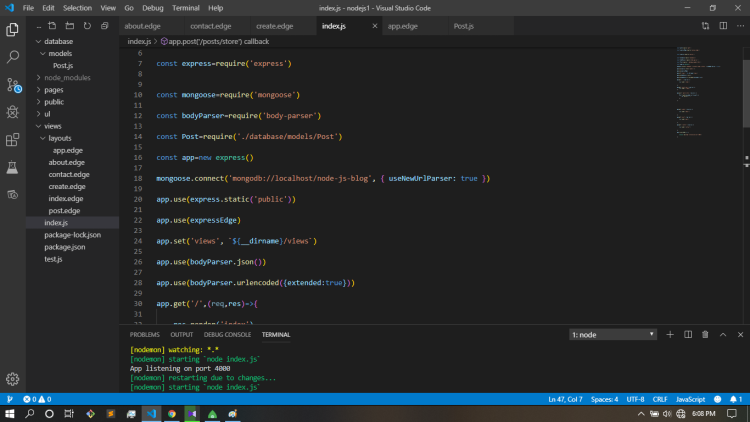 File Edit Selection View Go Debug Terminal Help
index.js - nodejs1 - Visual Studio Code
about.edge contact.edge create.edge index.js app.edge Post.js
index.js > app.post('/posts/store') callback
database
models
Post.js
node_modules
pages
public
ul
views
layouts
app.edge
about.edge
contact.edge
create.edge
index.edge
post.edge
index.js
package-lock.json
package.json
test.js
6
7 const express=require('express')
8
9
10 const mongoose=require('mongoose')
11
12 const bodyParser=require('body-parser')
13
14 const Post=require('./database/models/Post')
15
16 const app=new express()
17
18 mongoose.connect('mongodb://localhost/node-js-blog', { useNewUrlParser: true })
19
20 app.use(express.static('public'))
21
22 app.use(expressEdge)
23
24 app.set('views', `${__dirname}/views`)
25
26 app.use(bodyParser.json())
27
28 app.use(bodyParser.urlencoded({extended:true}))
29
30 app.get('/',(req,res)=>{
31
32 res.render('index')
PROBLEMS OUTPUT DEBUG CONSOLE TERMINAL 1: node
[nodemon] watching: *.*
[nodemon] starting `node index.js`
App listening on port 4000
[nodemon] restarting due to changes...
[nodemon] starting `node index.js`
0 0 Ln 47, Col 7 Spaces: 4 UTF-8 CRLF JavaScript 1
6:08 PM